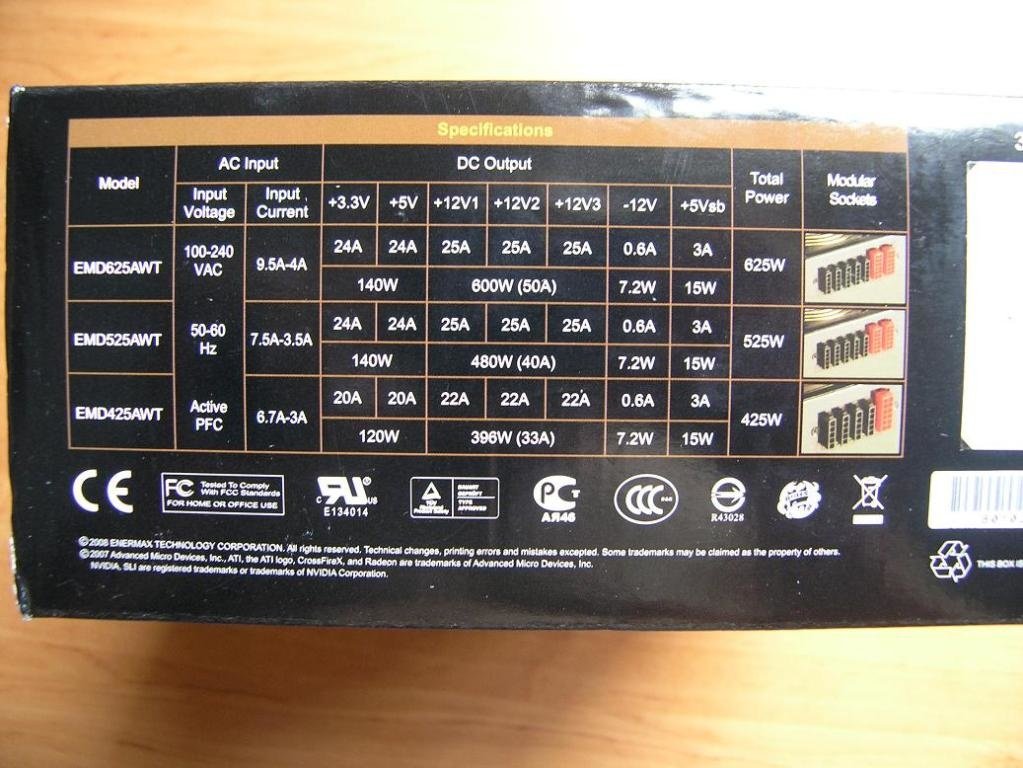 Specifications
Model AC Input DC Output Total Power Modular Sockets
Input Voltage Input Current +3.3V +5V +12V1 +12V2 +12V3 -12V +5Vsb
EMD625AWT 100-240 VAC 9.5A-4A 24A 24A 25A 25A 25A 0.6A 3A 625W
140W 600W (50A) 7.2W 15W
EMD525AWT 50-60 Hz 7.5A-3.5A 24A 24A 25A 25A 25A 0.6A 3A 525W
140W 480W (40A) 7.2W 15W
EMD425AWT Active PFC 6.7A-3A 20A 20A 22A 22A 22A 0.6A 3A 425W
120W 396W (33A) 7.2W 15W
CE
FC Tested To Comply
With FCC Standards
FOR HOME OR OFFICE USE
c RU US
E134014
TÜV
TYPE
APPROVED
PCT
АЯ46
CCC
R43028
©2008 ENERMAX TECHNOLOGY CORPORATION. All rights reserved. Technical changes, printing errors and mistakes excepted. Some trademarks may be claimed as the property of others.
©2007 Advanced Micro Devices, Inc., ATI, the ATI logo, CrossFireX, and Radeon are trademarks of Advanced Micro Devices, Inc.
NVIDIA, SLI are registered trademarks or trademarks of NVIDIA Corporation.
THIS BOX IS